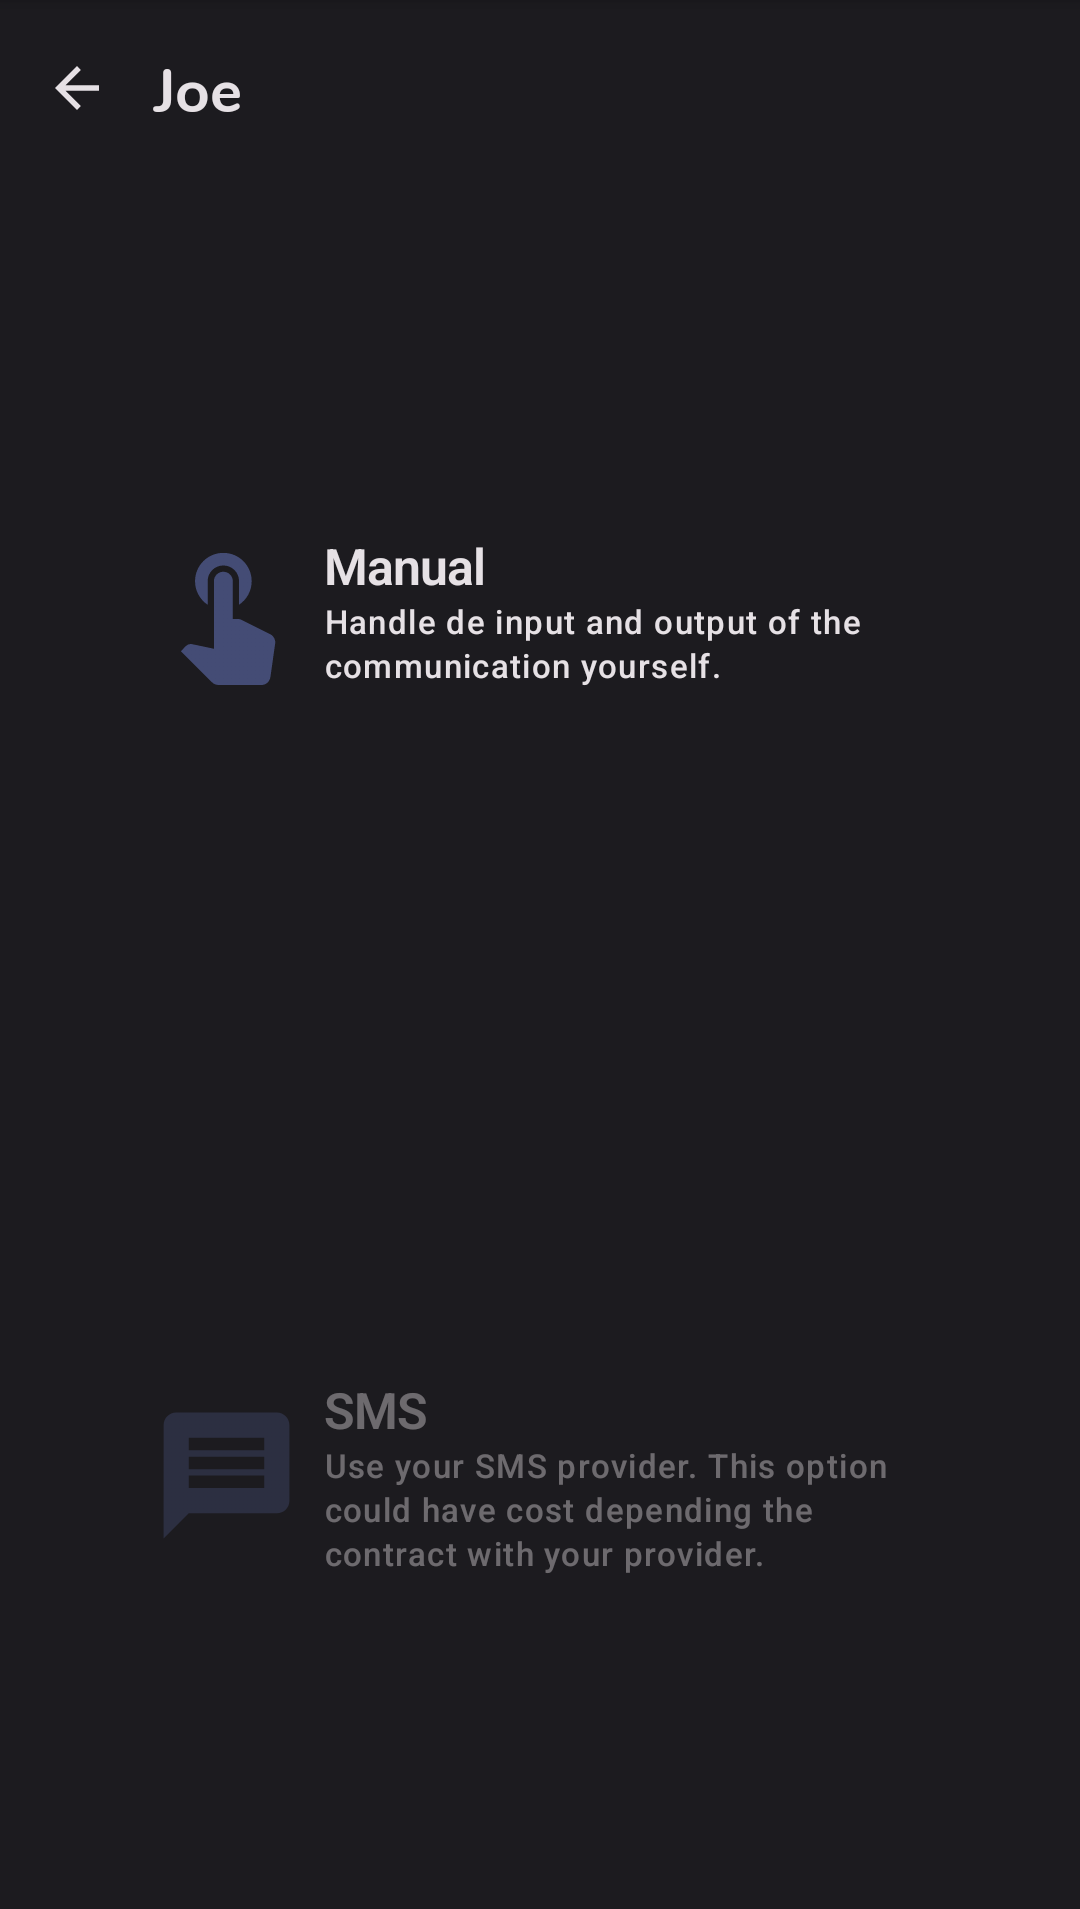 Joe
Manual
Handle de input and output of the
communication yourself.
SMS
Use your SMS provider. This option
could have cost depending the
contract with your provider.